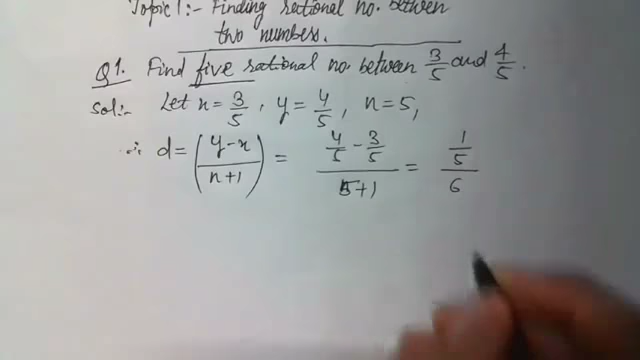 Topic 1:- Finding rational no. between
two numbers.
Q1. Find five rational no. between 3/5 and 4/5.
Sol:- Let x = 3/5, y = 4/5, n = 5,
∴ d = (y-x / n+1) = 4/5 - 3/5 / 5+1 = 1/5 / 6